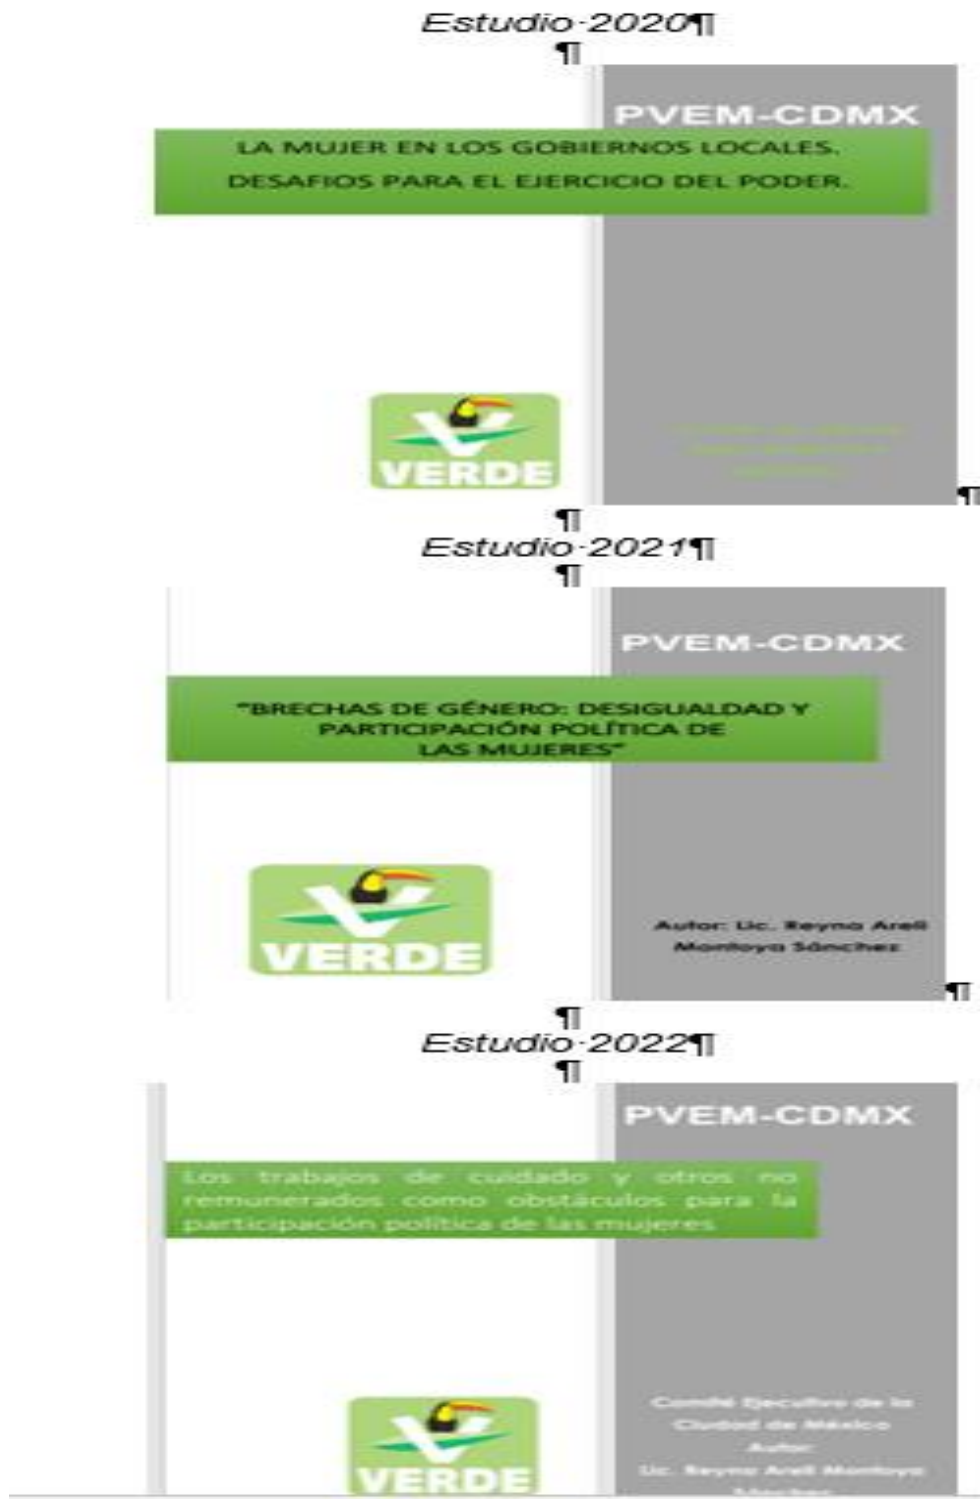 Estudio·2020¶
¶
PVEM-CDMX
LA MUJER EN LOS GOBIERNOS LOCALES.
DESAFIOS PARA EL EJERCICIO DEL PODER.
VERDE
¶
¶
Estudio·2021¶
¶
PVEM-CDMX
"BRECHAS DE GÉNERO: DESIGUALDAD Y
PARTICIPACIÓN POLÍTICA DE
LAS MUJERES"
VERDE
Autor: Lic. Reyna Areli
Montoya Sánchez
¶
¶
Estudio·2022¶
¶
PVEM-CDMX
Los trabajos de cuidado y otros no
remunerados como obstáculos para la
participación política de las mujeres
VERDE
Comité Ejecutivo de la
Ciudad de México
Autor:
Lic. Reyna Areli Montoya
Sánchez